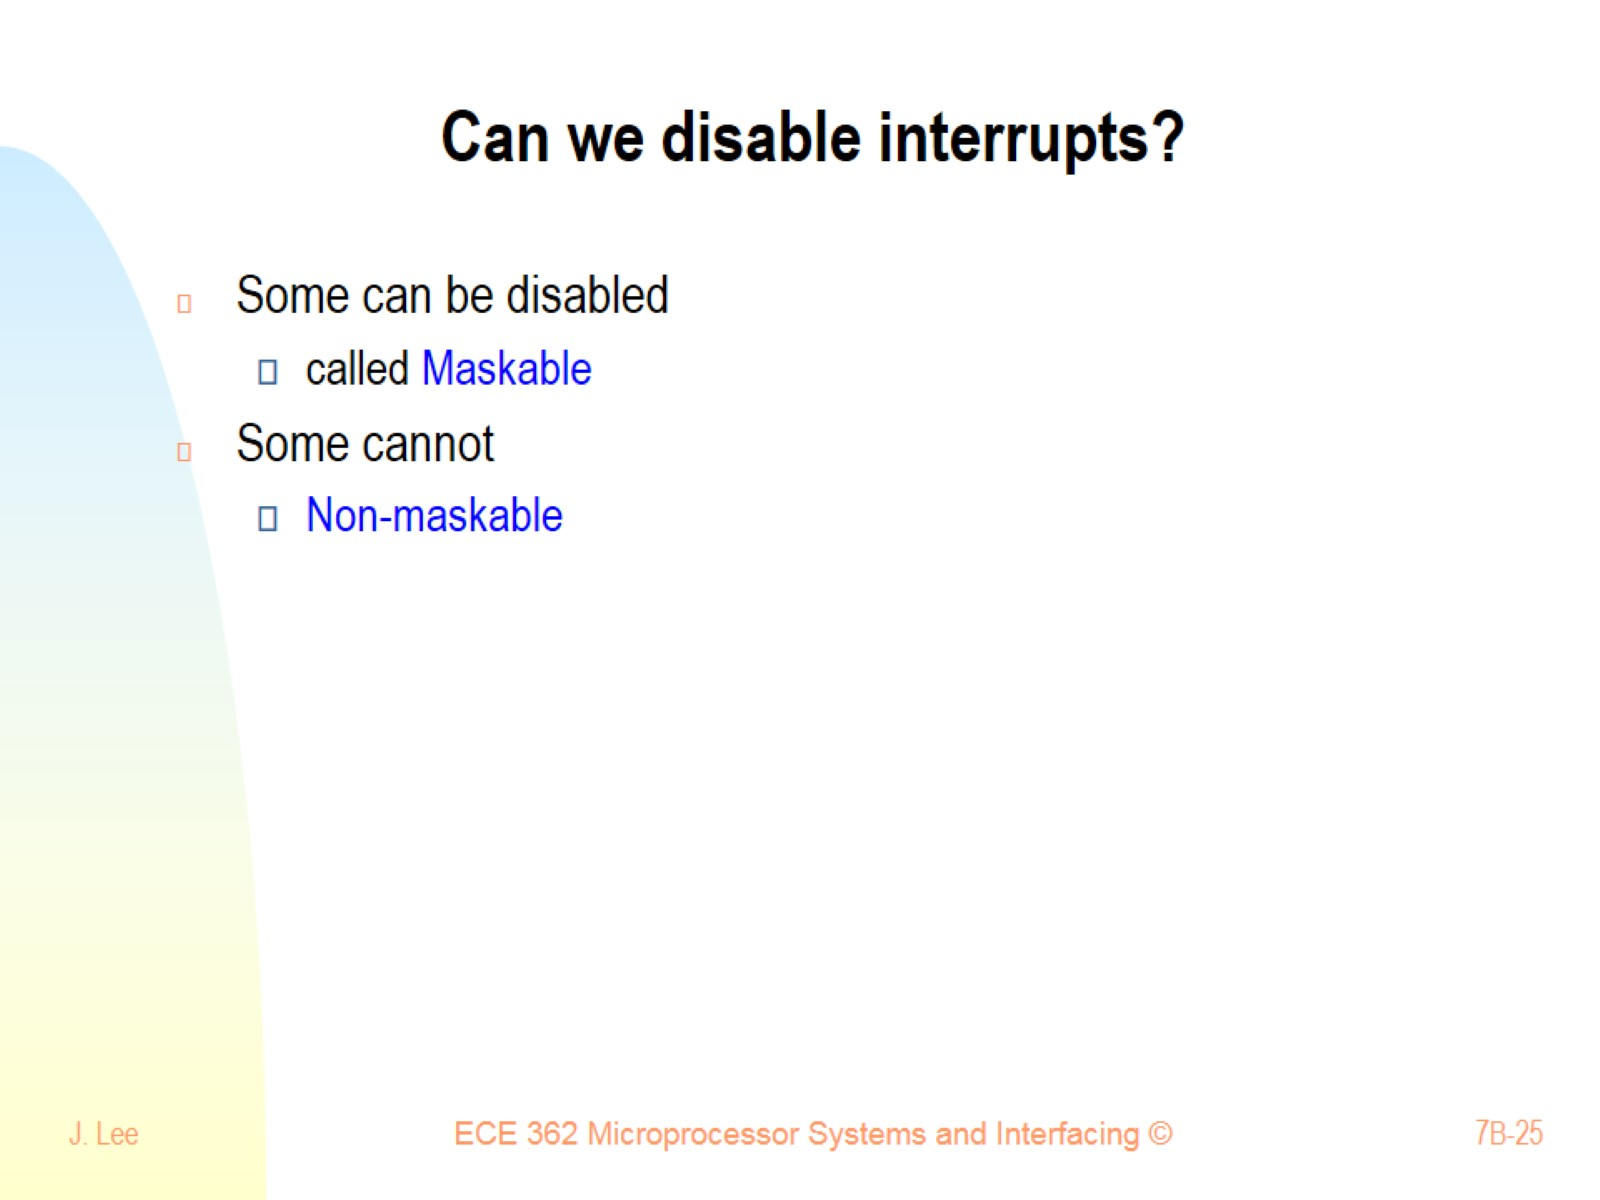 Can we disable interrupts?
Some can be disabled
called Maskable
Some cannot
Non-maskable
J. Lee
ECE 362 Microprocessor Systems and Interfacing ©
7B-25